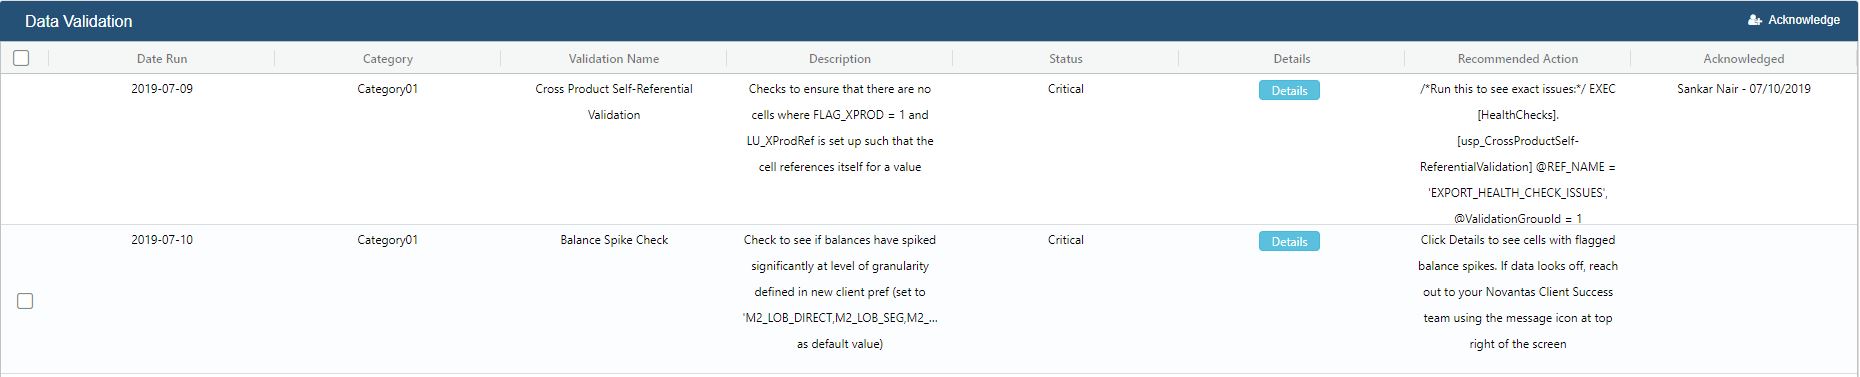 Data Validation
Acknowledge
Date Run
Category
Validation Name
Description
Status
Details
Recommended Action
Acknowledged
2019-07-09
Category01
Cross Product Self-Referential
Validation
Checks to ensure that there are no
cells where FLAG_XPROD = 1 and
LU_XProdRef is set up such that the
cell references itself for a value
Critical
Details
/*Run this to see exact issues:*/ EXEC
[HealthChecks].
[usp_CrossProductSelf-
ReferentialValidation] @REF_NAME =
'EXPORT_HEALTH_CHECK_ISSUES',
@ValidationGroupId = 1
Sankar Nair - 07/10/2019
2019-07-10
Category01
Balance Spike Check
Check to see if balances have spiked
significantly at level of granularity
defined in new client pref (set to
'M2_LOB_DIRECT,M2_LOB_SEG,M2_...
as default value)
Critical
Details
Click Details to see cells with flagged
balance spikes. If data looks off, reach
out to your Novantas Client Success
team using the message icon at top
right of the screen